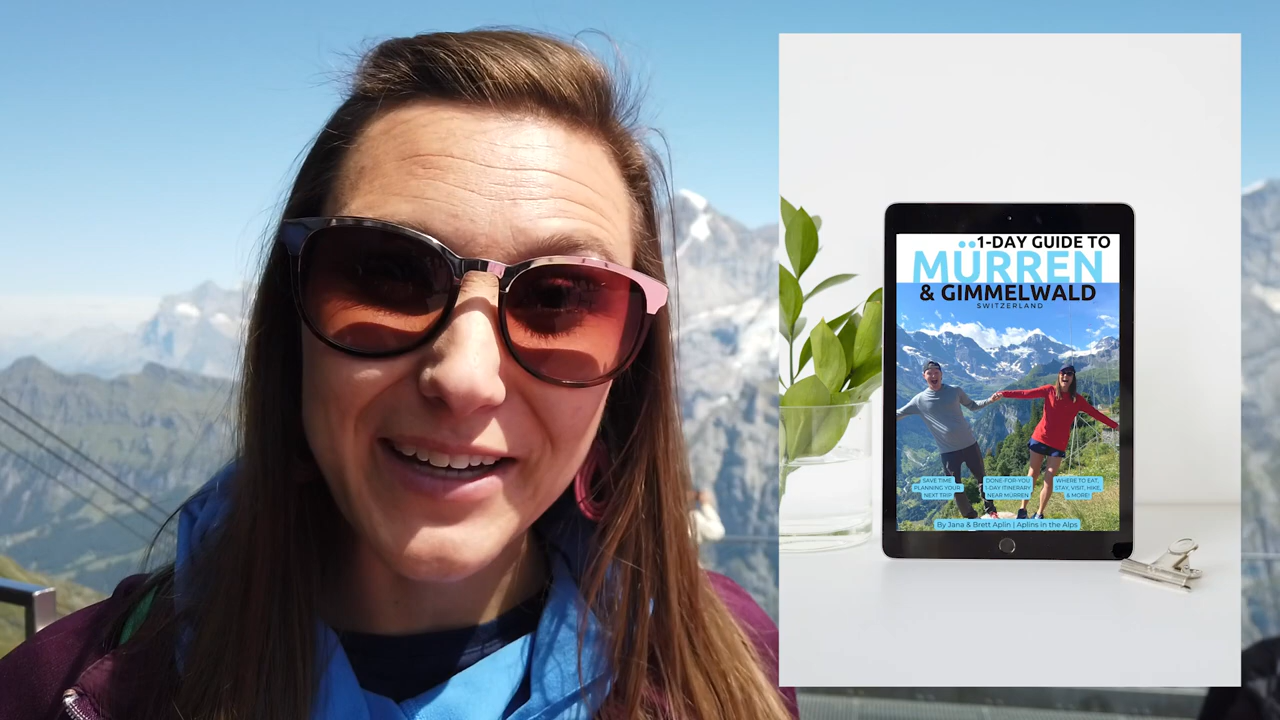 1-DAY GUIDE TO
MÜRREN
& GIMMELWALD
SWITZERLAND
SAVE TIME
PLANNING YOUR
NEXT TRIP
DONE-FOR-YOU
1-DAY ITINERARY
NEAR MÜRREN
WHERE TO EAT,
STAY, VISIT, HIKE,
& MORE!
By Jana & Brett Aplin | Aplins in the Alps